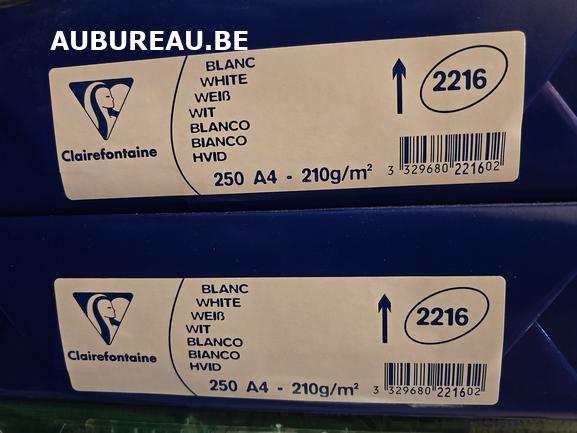 AUBUREAU.BE
BLANC
WHITE
WEIß
WIT
BLANCO
BIANCO
HVID
250 A4 - 210g/m²
Clairefontaine
2216
3 329680 221602
BLANC
WHITE
WEIß
WIT
BLANCO
BIANCO
HVID
250 A4 - 210g/m²
Clairefontaine
2216
3 329680 221602